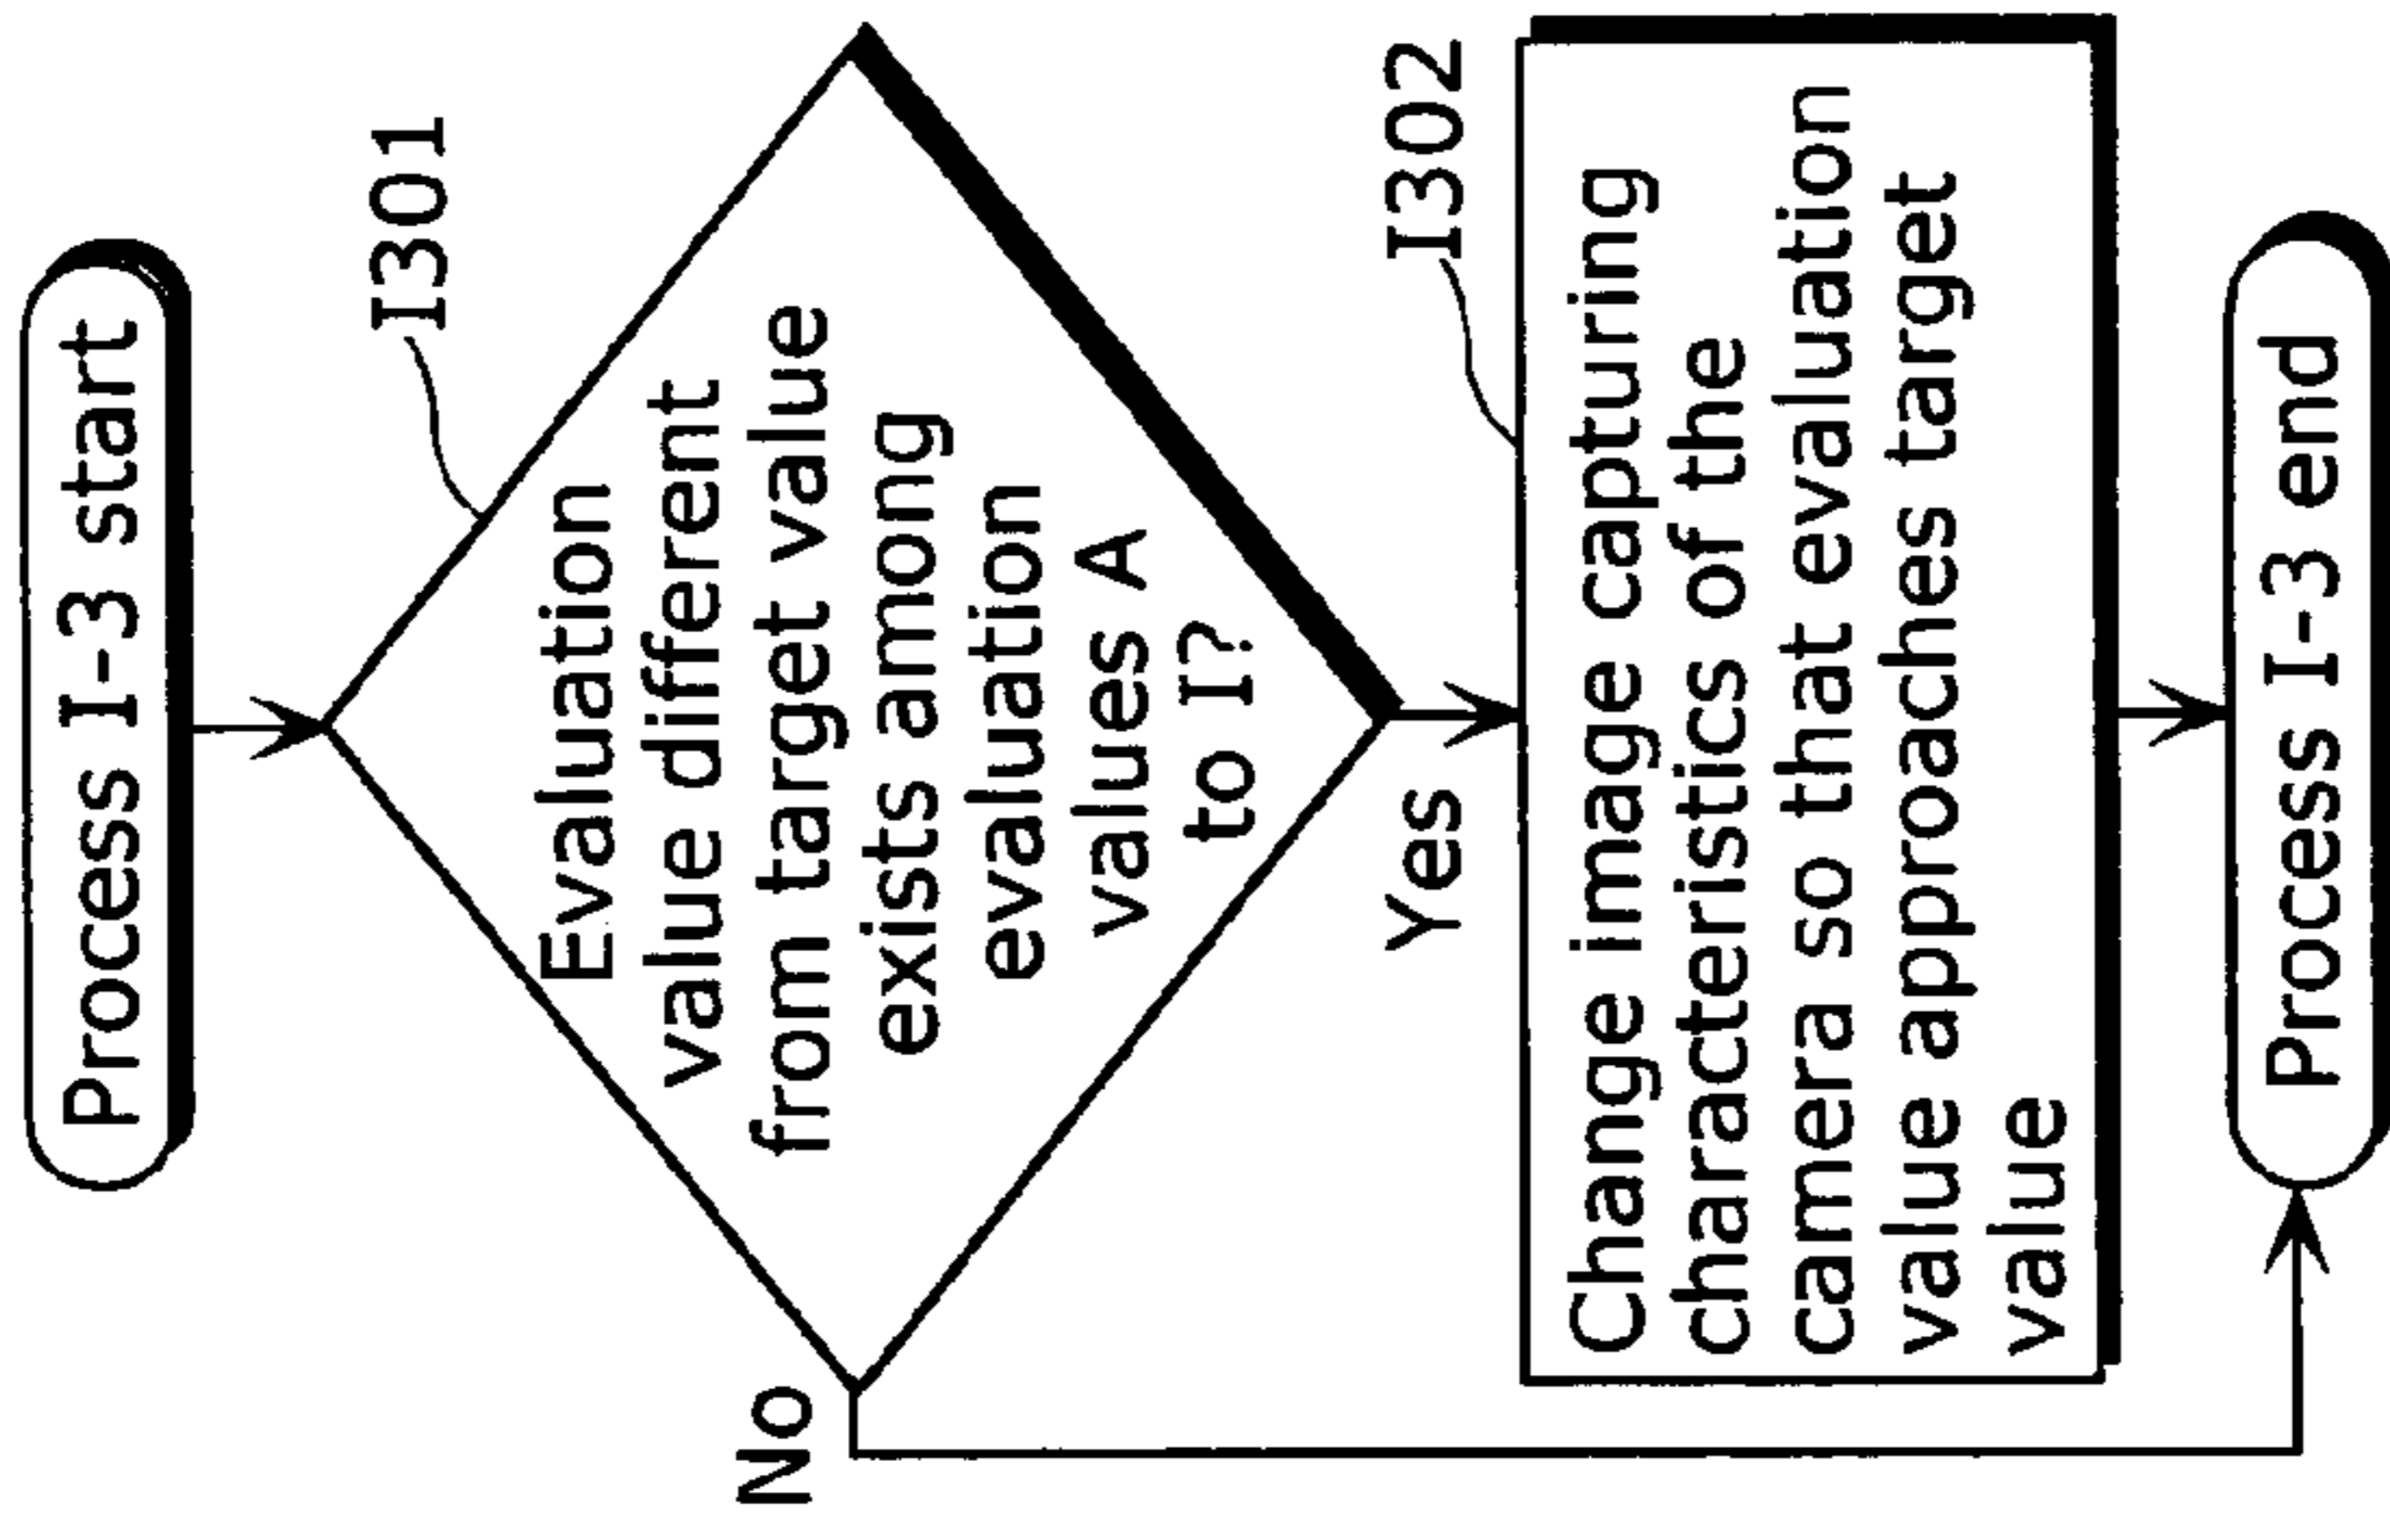 Process I-3 start
I301
Evaluation
value different
from target value
exists among
evaluation
values A
to I?
No
Yes
I302
Change image capturing
characteristics of the
camera so that evaluation
value approaches target
value
Process I-3 end